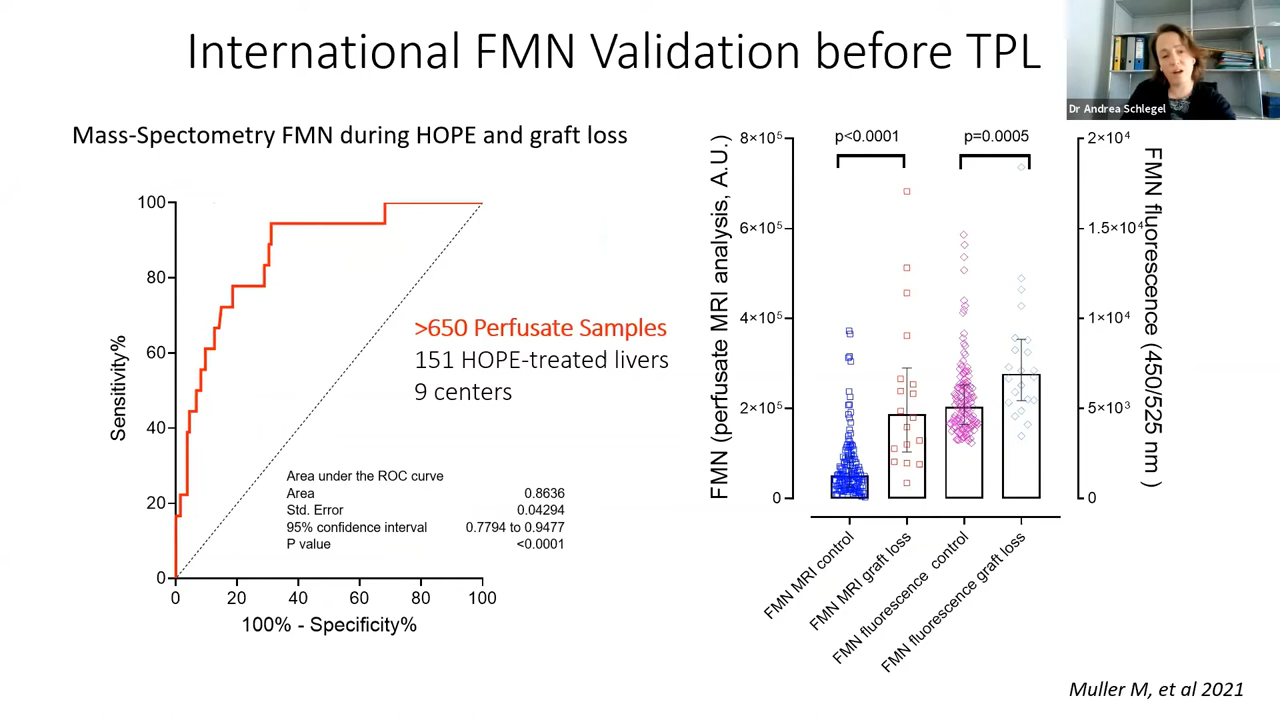 International FMN Validation before TPL
Dr Andrea Schlegel
Mass-Spectometry FMN during HOPE and graft loss
100
80
60
40
20
0
Sensitivity%
0 20 40 60 80 100
100% - Specificity%
>650 Perfusate Samples
151 HOPE-treated livers
9 centers
Area under the ROC curve
Area 0.8636
Std. Error 0.04294
95% confidence interval 0.7794 to 0.9477
P value <0.0001
FMN (perfusate MRI analysis, A.U.)
8×10⁵
6×10⁵
4×10⁵
2×10⁵
0
p<0.0001
p=0.0005
2×10⁴
1.5×10⁴
10×10⁴
5×10³
0
FMN fluorescence (450/525 nm )
FMN MRI control
FMN MRI graft loss
FMN fluorescence control
FMN fluorescence graft loss
Muller M, et al 2021